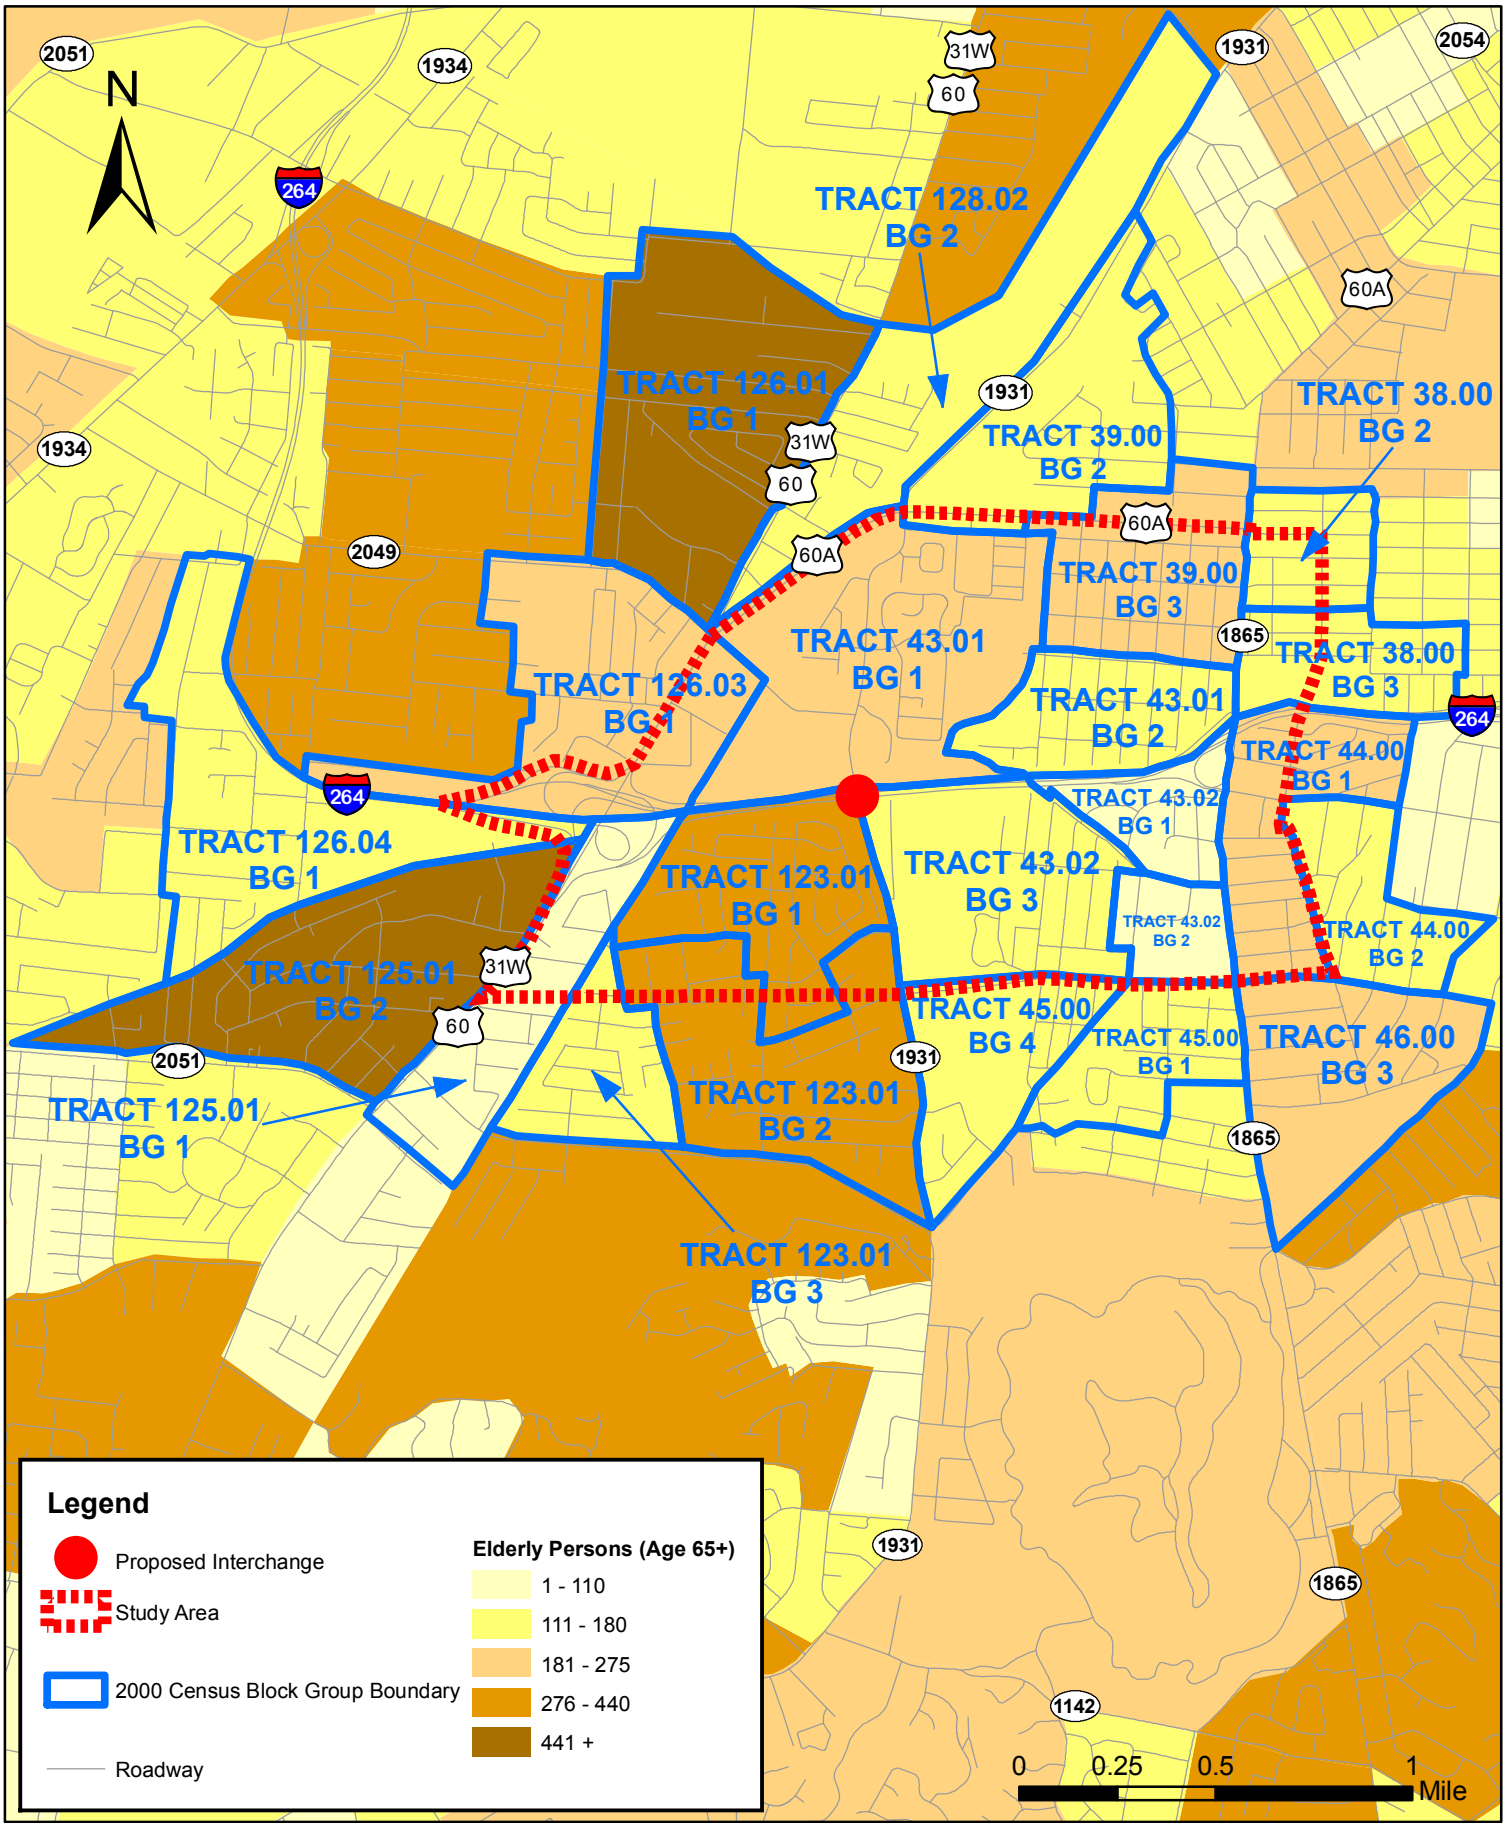 2051
1934
31W
60
1931
2054
N
264
TRACT 128.02
BG 2
60A
TRACT 126.01
BG 1
1931
TRACT 38.00
BG 2
31W
60
1934
TRACT 39.00
BG 2
60A
60A
2049
TRACT 39.00
BG 3
1865
TRACT 43.01
BG 1
TRACT 38.00
BG 3
TRACT 126.03
BG 1
TRACT 43.01
BG 2
264
TRACT 44.00
BG 1
264
TRACT 43.02
BG 1
TRACT 126.04
BG 1
TRACT 123.01
BG 1
TRACT 43.02
BG 3
TRACT 43.02
BG 2
TRACT 44.00
BG 2
31W
TRACT 125.01
BG 2
60
TRACT 45.00
BG 4
TRACT 45.00
BG 1
TRACT 46.00
BG 3
2051
1931
TRACT 125.01
BG 1
TRACT 123.01
BG 2
1865
TRACT 123.01
BG 3
Legend
Proposed Interchange
Study Area
2000 Census Block Group Boundary
Roadway
Elderly Persons (Age 65+)
1 - 110
111 - 180
181 - 275
276 - 440
441 +
1931
1865
1142
0 0.25 0.5 1
Mile